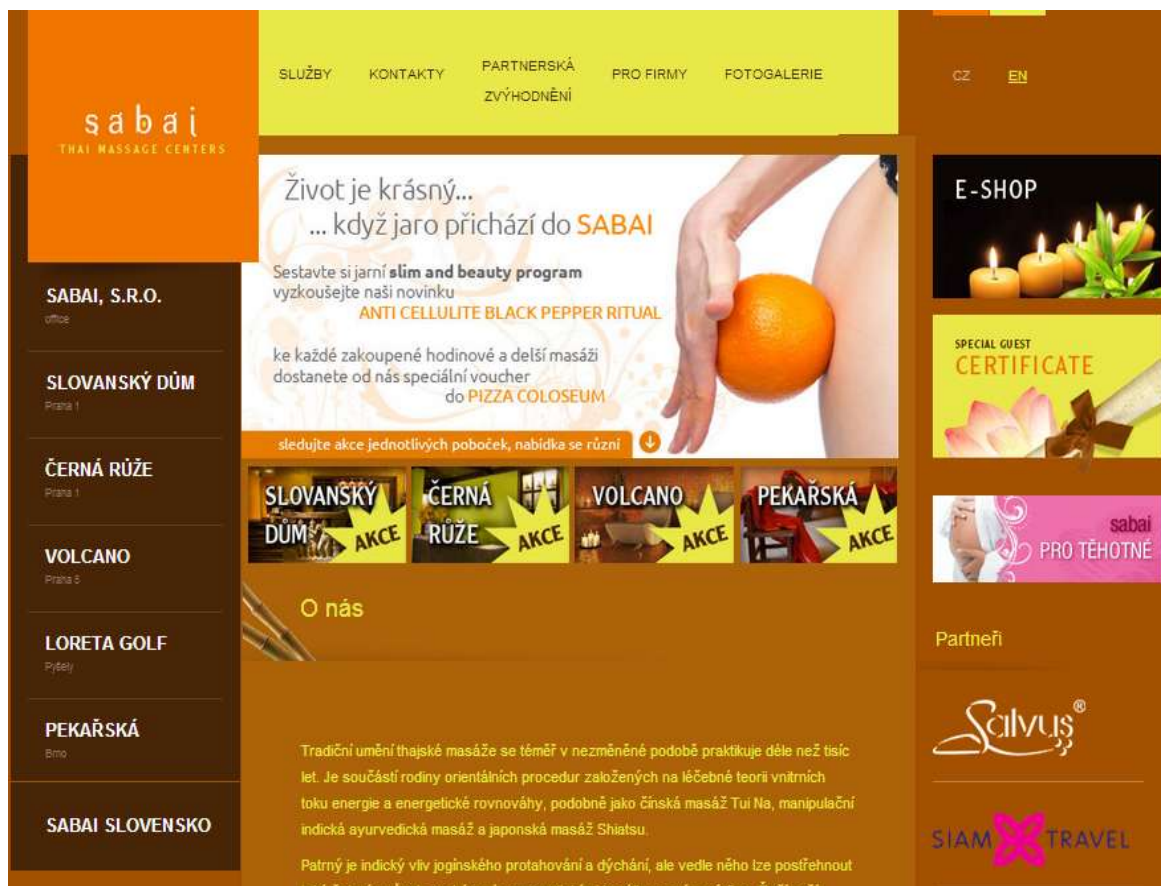 sabai
THAI MASSAGE CENTERS
SLUŽBY
KONTAKTY
PARTNERSKÁ
ZVÝHODNĚNÍ
PRO FIRMY
FOTOGALERIE
CZ
EN
SABAI, S.R.O.
office
SLOVANSKÝ DŮM
Praha 1
ČERNÁ RŮŽE
Praha 1
VOLCANO
Praha 5
LORETA GOLF
Pyšely
PEKAŘSKÁ
Brno
SABAI SLOVENSKO
Život je krásný...
... když jaro přichází do SABAI
Sestavte si jarní slim and beauty program
vyzkoušejte naši novinku
ANTI CELLULITE BLACK PEPPER RITUAL
ke každé zakoupené hodinové a delší masáži
dostanete od nás speciální voucher
do PIZZA COLOSEUM
sledujte akce jednotlivých poboček, nabídka se různí
SLOVANSKÝ
DŮM
AKCE
ČERNÁ
RŮŽE
AKCE
VOLCANO
AKCE
PEKAŘSKÁ
AKCE
O nás
Tradiční umění thajské masáže se téměř v nezměněné podobě praktikuje déle než tisíc
let. Je součástí rodiny orientálních procedur založených na léčebné teorii vnitrních
toku energie a energetické rovnováhy, podobně jako čínská masáž Tui Na, manipulační
indická ayurvedická masáž a japonská masáž Shiatsu.
Patrný je indický vliv jogínského protahování a dýchání, ale vedle něho lze postřehnout
E-SHOP
SPECIAL GUEST
CERTIFICATE
sabai
PRO TĚHOTNÉ
Partneři
Salvus®
SIAM TRAVEL